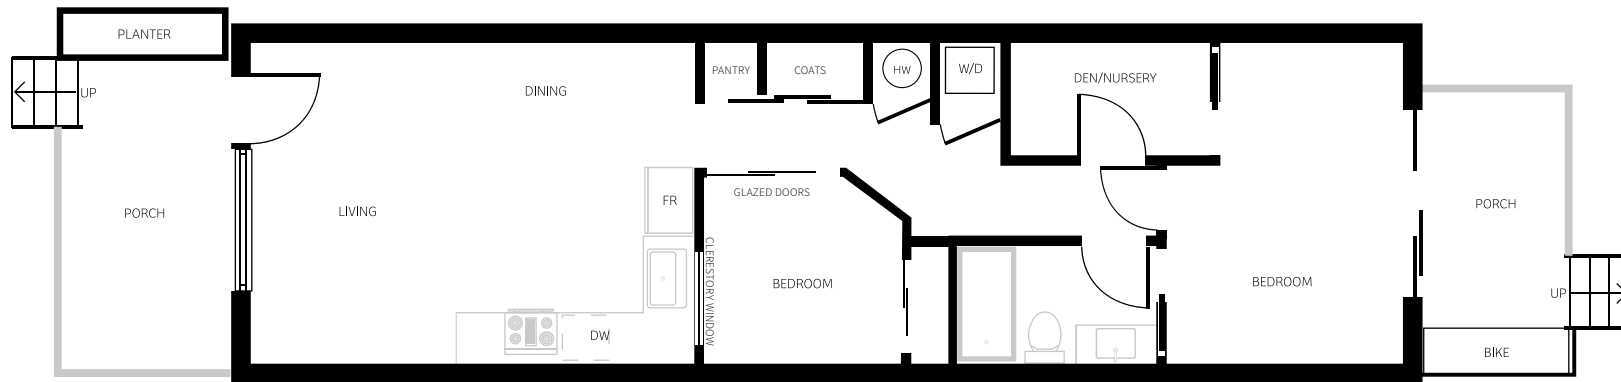 PLANTER
UP
PORCH
DINING
LIVING
PANTRY
COATS
HW
W/D
DEN/NURSERY
GLAZED DOORS
FR
CLERESTORY WINDOW
BEDROOM
DW
BEDROOM
PORCH
UP
BIKE